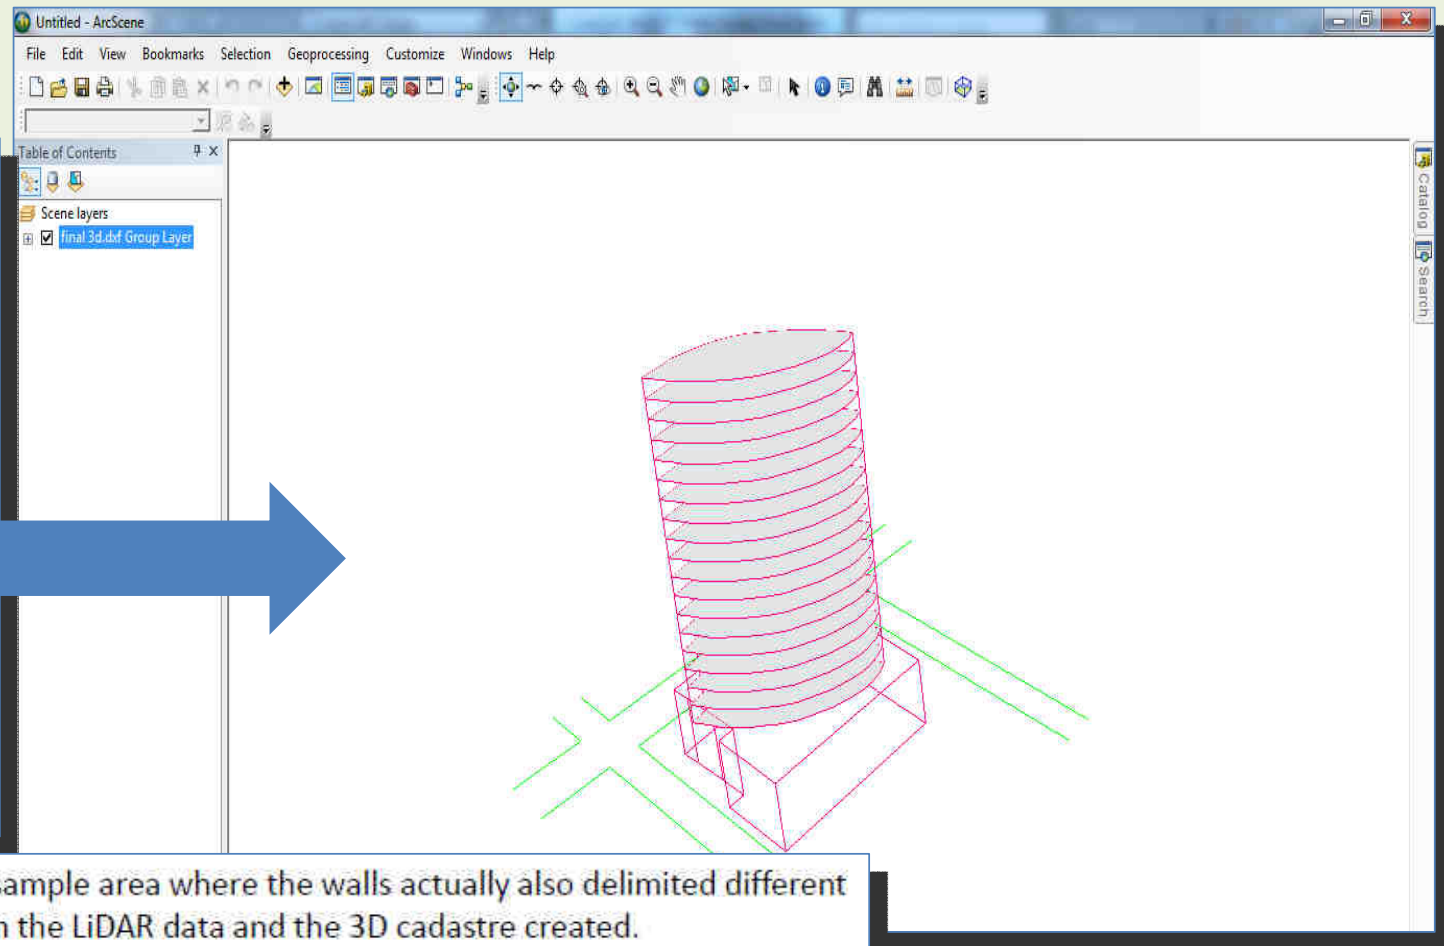 Untitled - ArcScene
File Edit View Bookmarks Selection Geoprocessing Customize Windows Help
Table of Contents
Scene layers
final 3d.dxf Group Layer
Catalog
Search
sample area where the walls actually also delimited different
the LiDAR data and the 3D cadastre created.